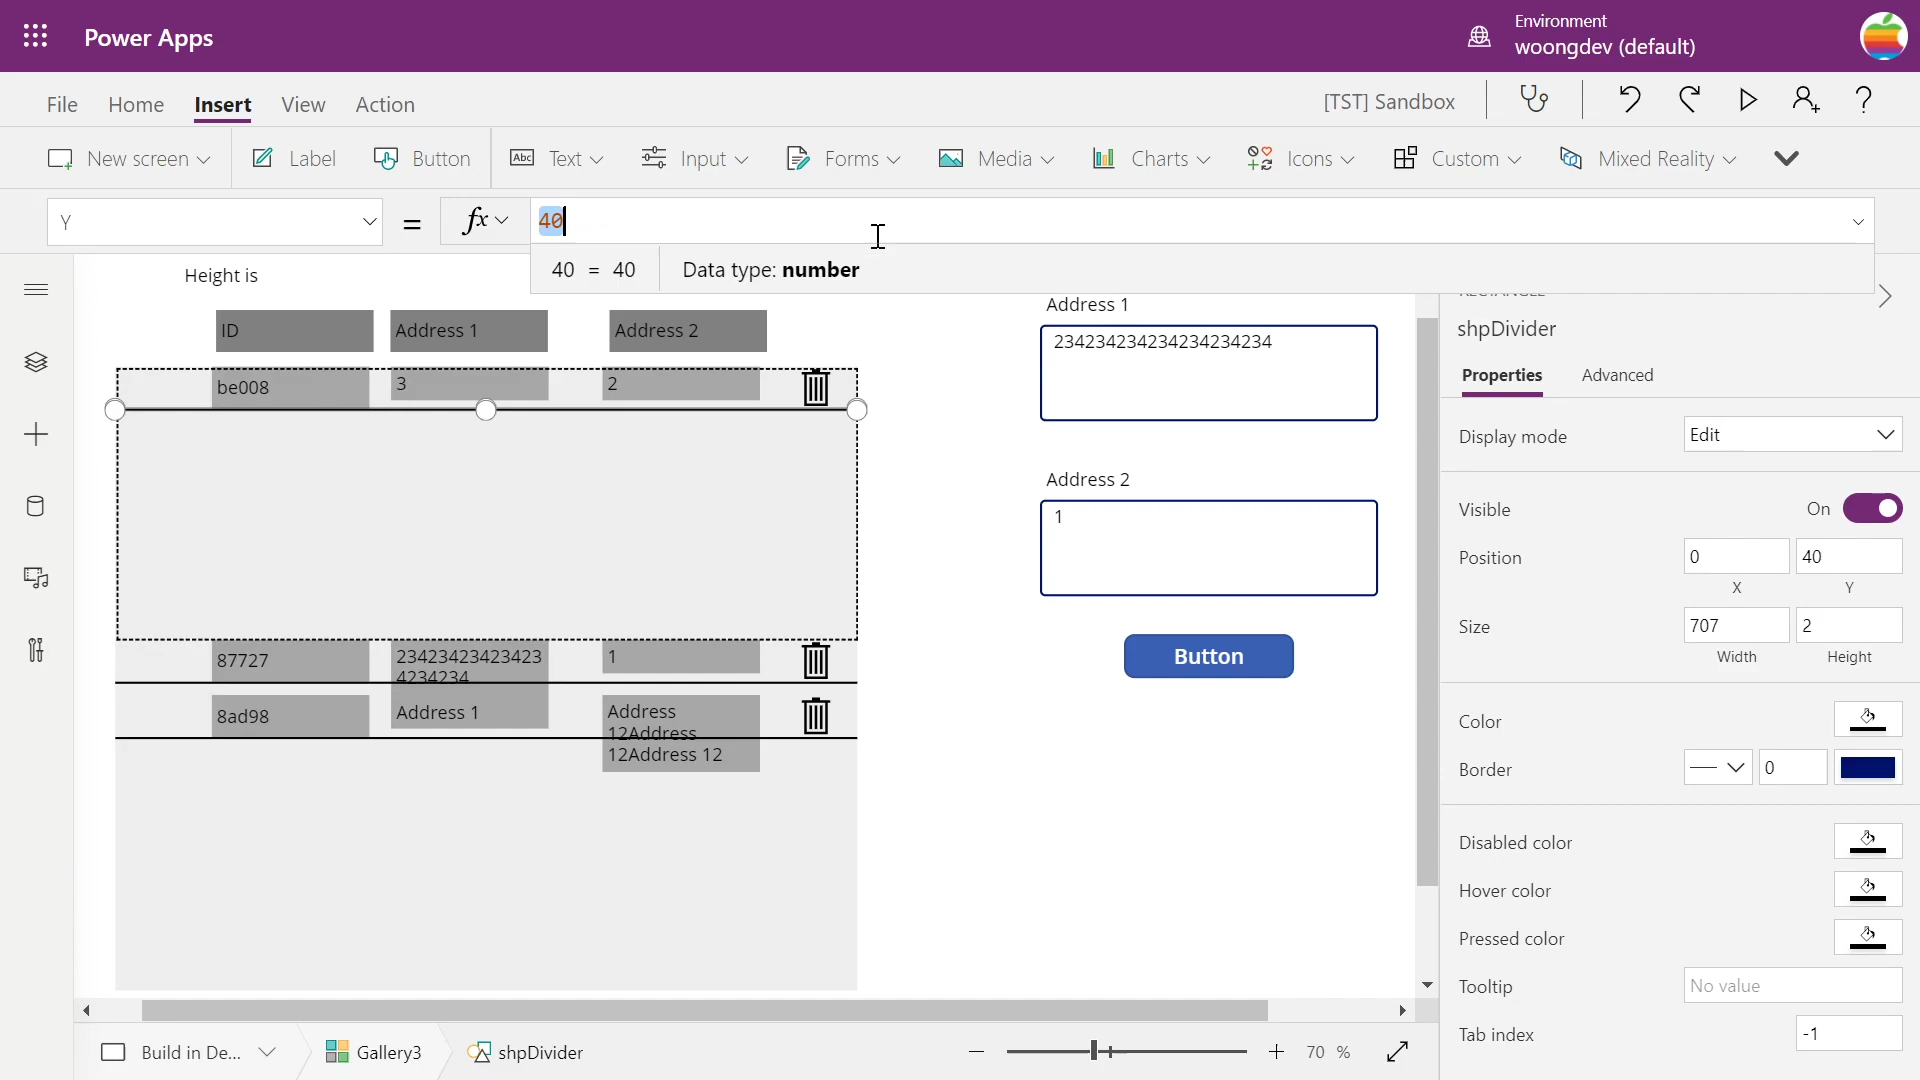 Power Apps
Environment
woongdev (default)
File
Home
Insert
View
Action
[TST] Sandbox
New screen
Label
Button
Abc
Text
Input
Forms
Media
Charts
Icons
Custom
Mixed Reality
Y
=
fx
40
40 = 40
Data type: number
Height is
ID
Address 1
Address 2
be008
3
2
87727
23423423423423
4234234
1
8ad98
Address 1
Address
12Address
12Address 12
Address 1
234234234234234234234
Address 2
1
Button
RECTANGLE
shpDivider
Properties
Advanced
Display mode
Edit
Visible
On
Position
0
40
X
Y
Size
707
2
Width
Height
Color
Border
0
Disabled color
Hover color
Pressed color
Tooltip
No value
Tab index
-1
Build in De...
Gallery3
shpDivider
70 %